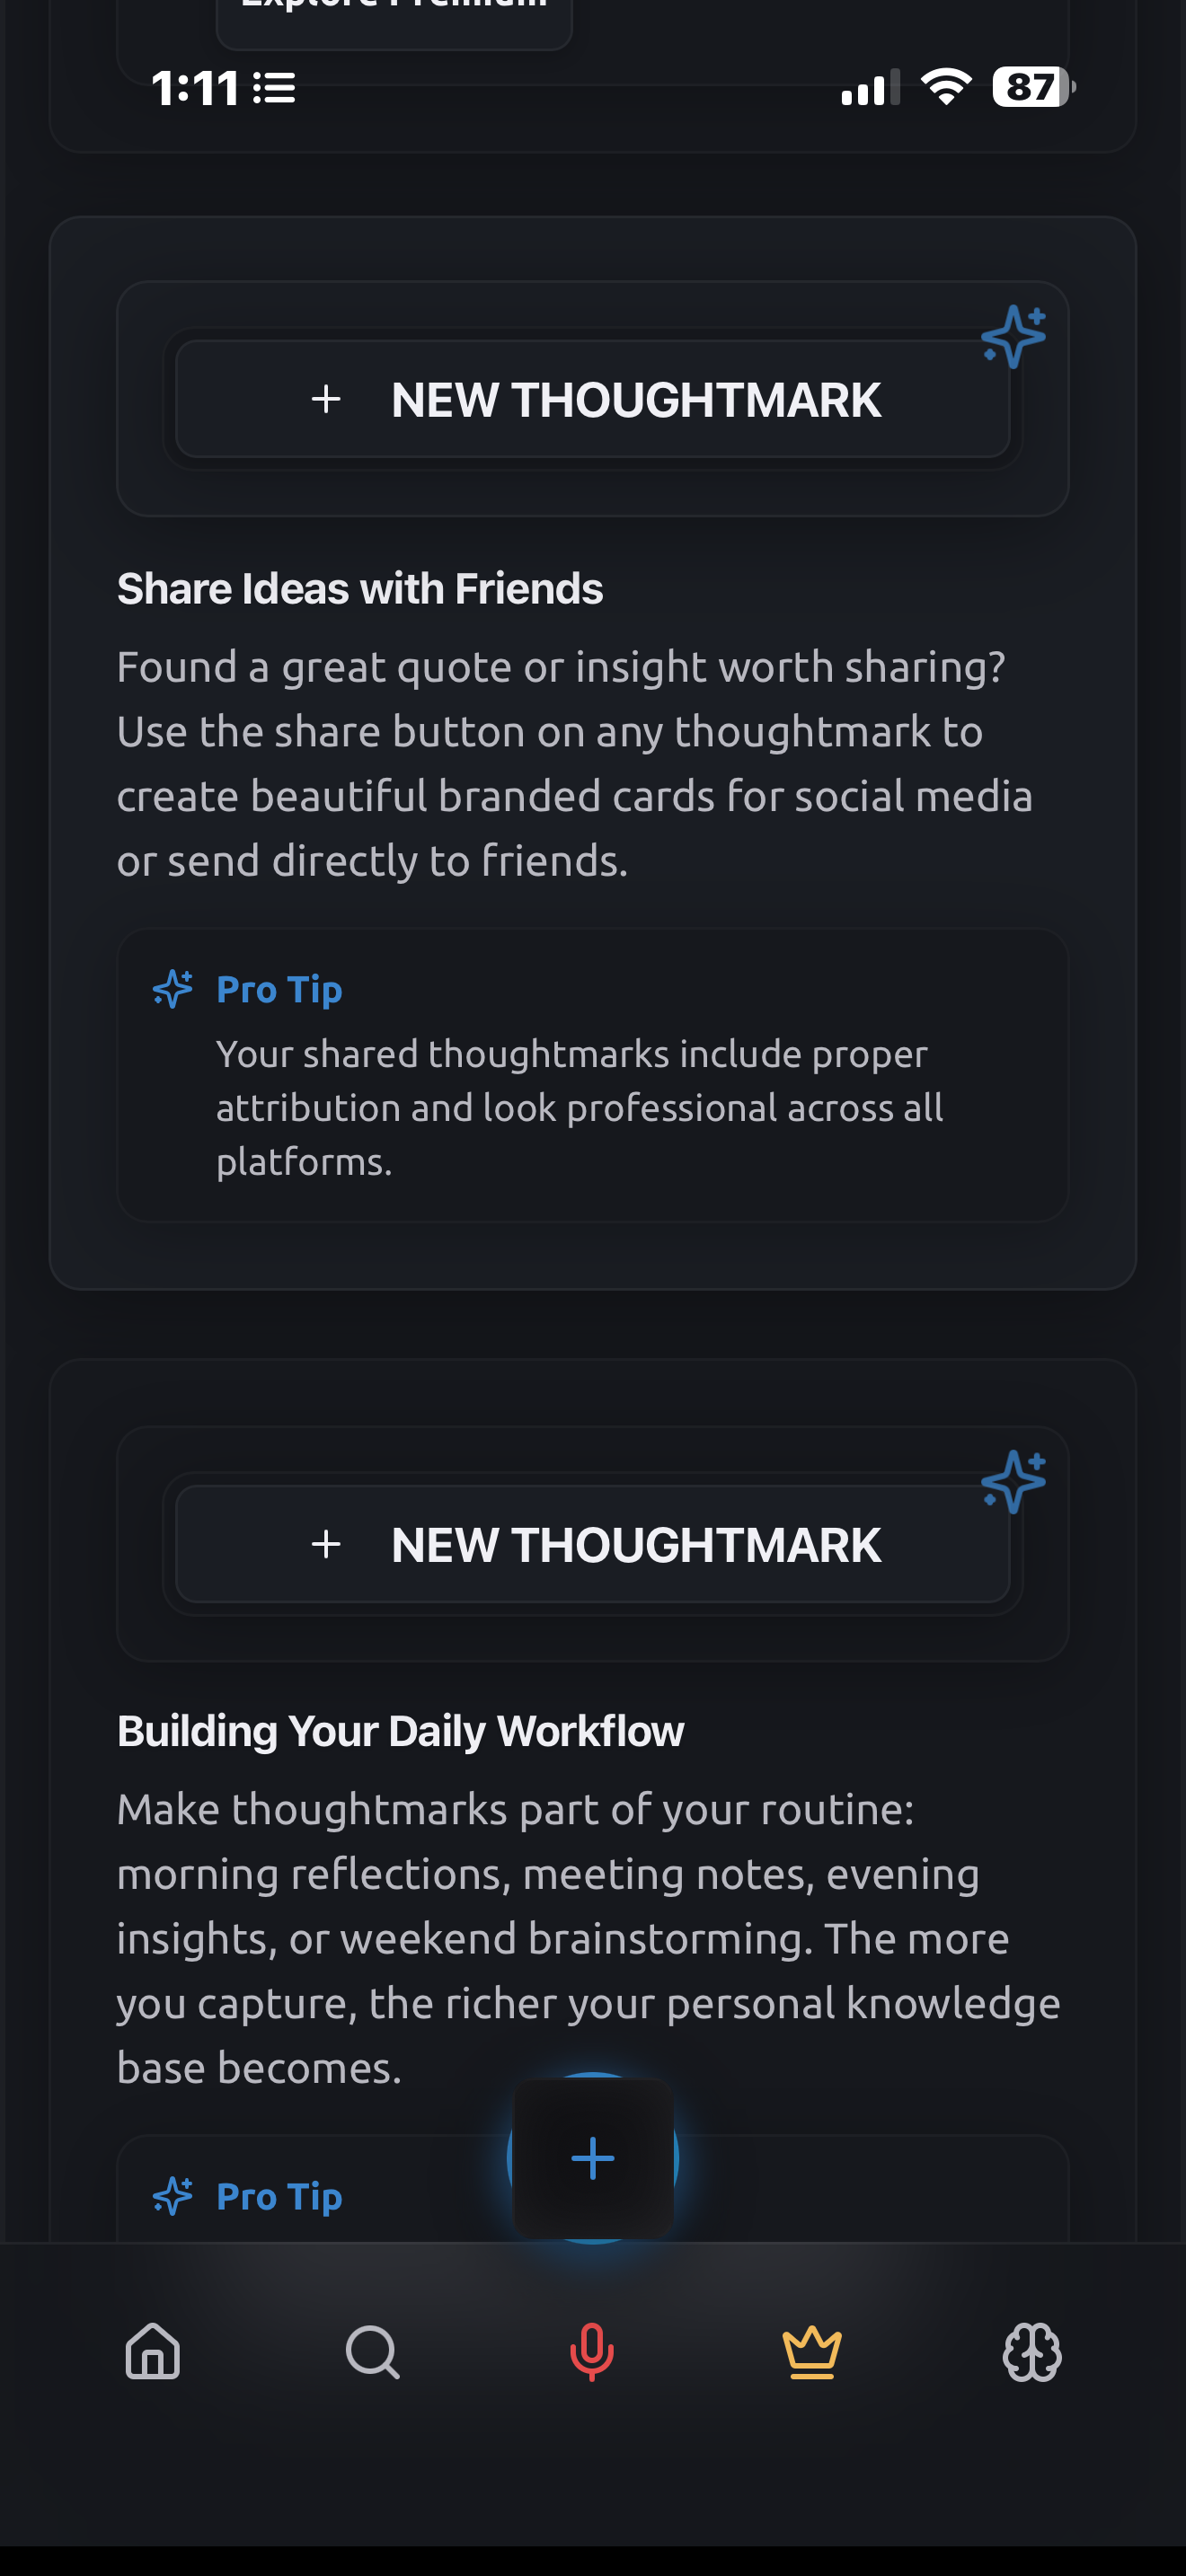 Explore Premium
1:11
87
NEW THOUGHTMARK
Share Ideas with Friends
Found a great quote or insight worth sharing?
Use the share button on any thoughtmark to
create beautiful branded cards for social media
or send directly to friends.
Pro Tip
Your shared thoughtmarks include proper
attribution and look professional across all
platforms.
NEW THOUGHTMARK
Building Your Daily Workflow
Make thoughtmarks part of your routine:
morning reflections, meeting notes, evening
insights, or weekend brainstorming. The more
you capture, the richer your personal knowledge
base becomes.
Pro Tip